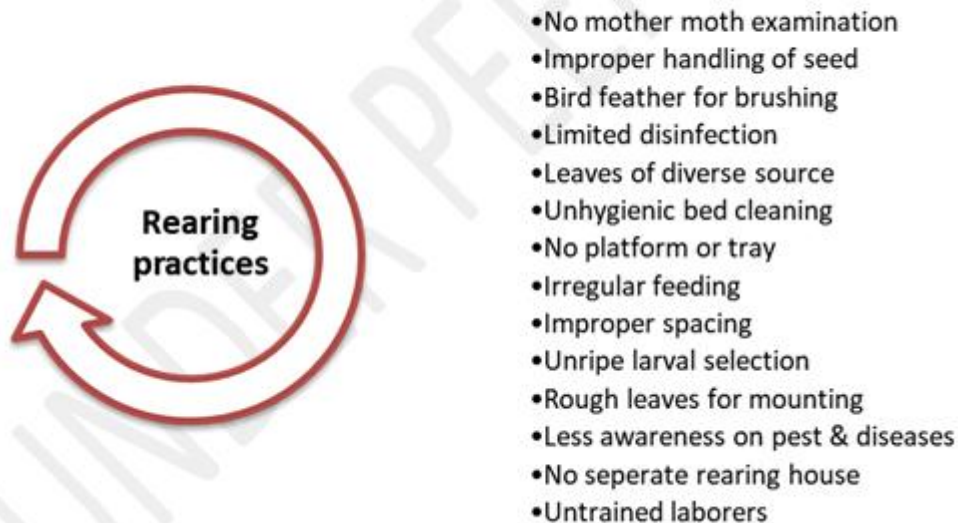 Rearing
practices
•No mother moth examination
•Improper handling of seed
•Bird feather for brushing
•Limited disinfection
•Leaves of diverse source
•Unhygienic bed cleaning
•No platform or tray
•Irregular feeding
•Improper spacing
•Unripe larval selection
•Rough leaves for mounting
•Less awareness on pest & diseases
•No seperate rearing house
•Untrained laborers
UNDER PEE